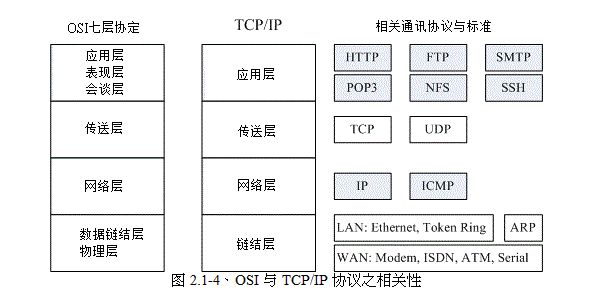 OSI七层协定
TCP/IP
相关通讯协议与标准
应用层
表现层
会谈层
应用层
HTTP
FTP
SMTP
POP3
NFS
SSH
传送层
传送层
TCP
UDP
网络层
网络层
IP
ICMP
数据链结层
物理层
链结层
LAN: Ethernet, Token Ring
ARP
WAN: Modem, ISDN, ATM, Serial
图 2.1-4、OSI 与 TCP/IP 协议之相关性